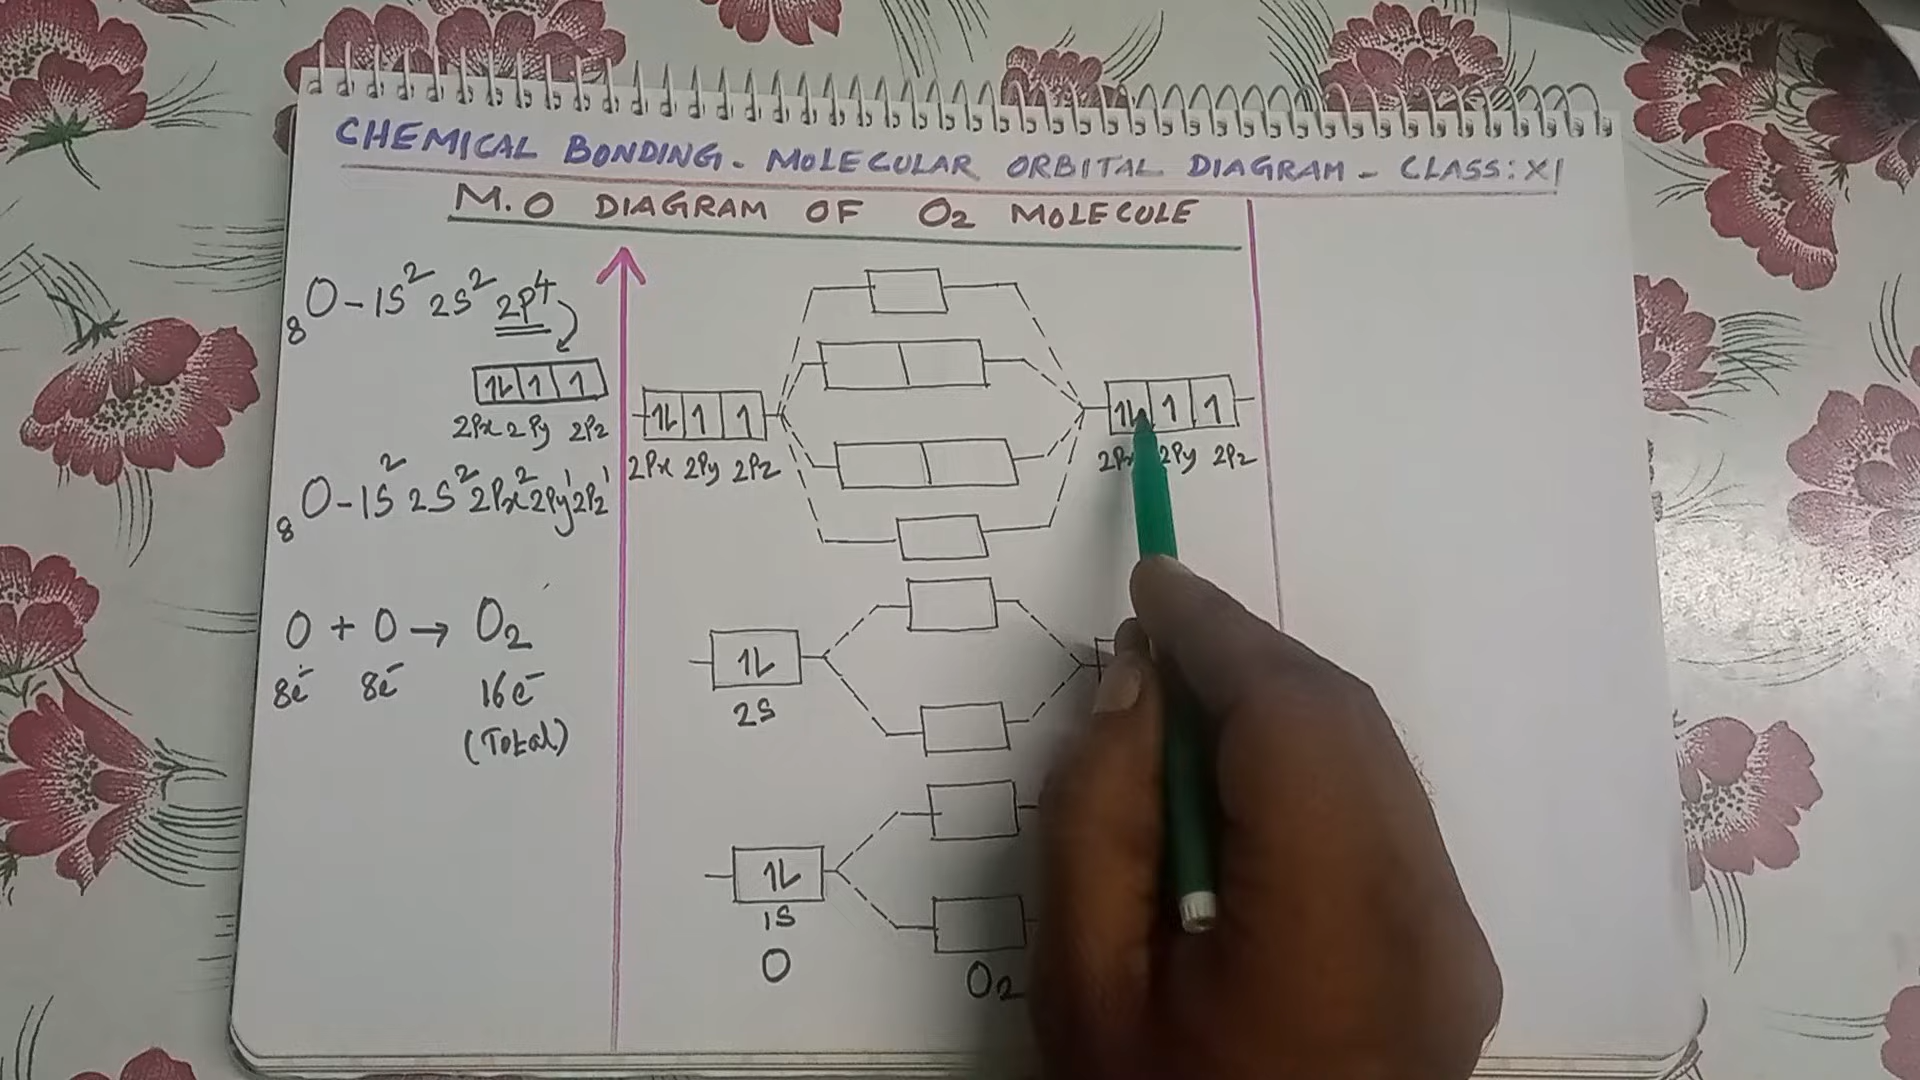 CHEMICAL BONDING - MOLECULAR ORBITAL DIAGRAM - CLASS: XI
M.O DIAGRAM OF O2 MOLECULE
8O - 1S² 2S² 2P⁴
1L 1 1
2Px 2Py 2Pz
8O - 1S² 2S² 2Px² 2Py¹ 2Pz¹
O + O → O2
8e⁻ 8e⁻ 16e⁻
(Total)
1L 1 1
2Px 2Py 2Pz
1L
2S
1L
1S
O
O2
1L 1 1
2Px 2Py 2Pz